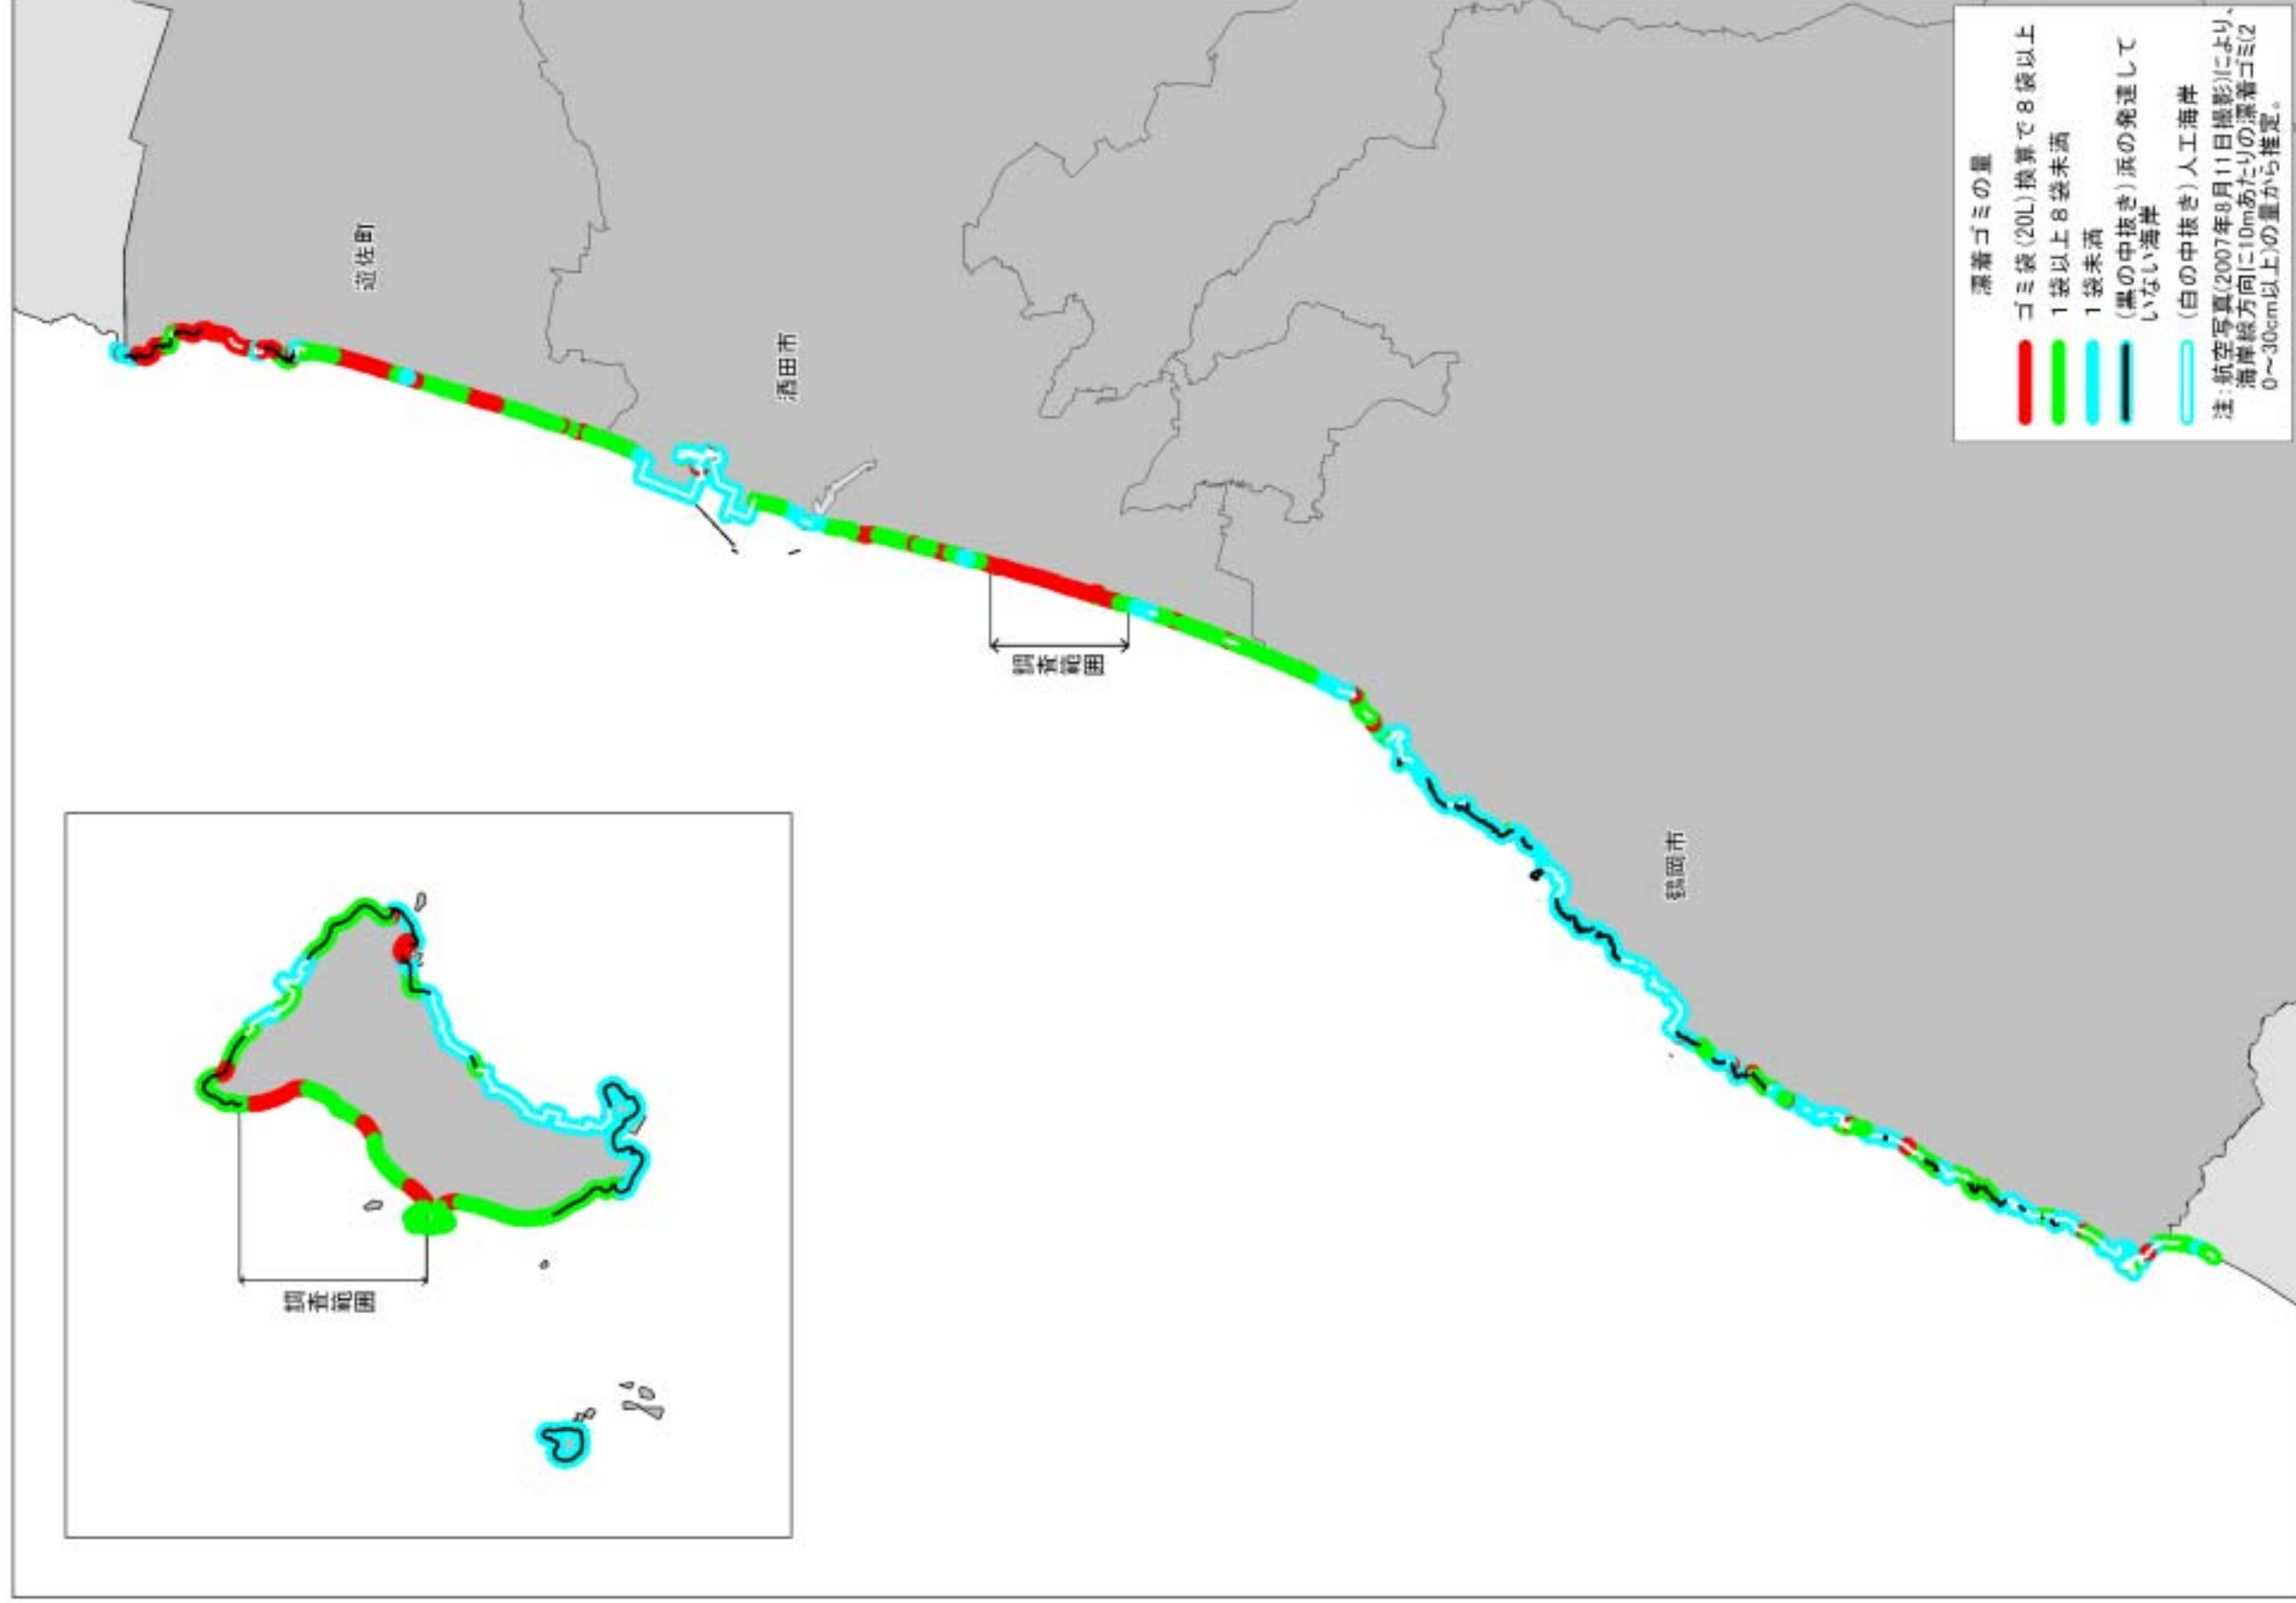 遊佐町
酒田市
調査範囲
鶴岡市
調査範囲
漂着ゴミの量
ゴミ袋(20L)換算で8袋以上
1袋以上8袋未満
1袋未満
(黒の中抜き)浜の発達して
いない海岸
(白の中抜き)人工海岸
注:航空写真(2007年8月11日撮影)により、
海岸線方向に10mあたりの漂着ゴミ(2
0～30cm以上)の量から推定。